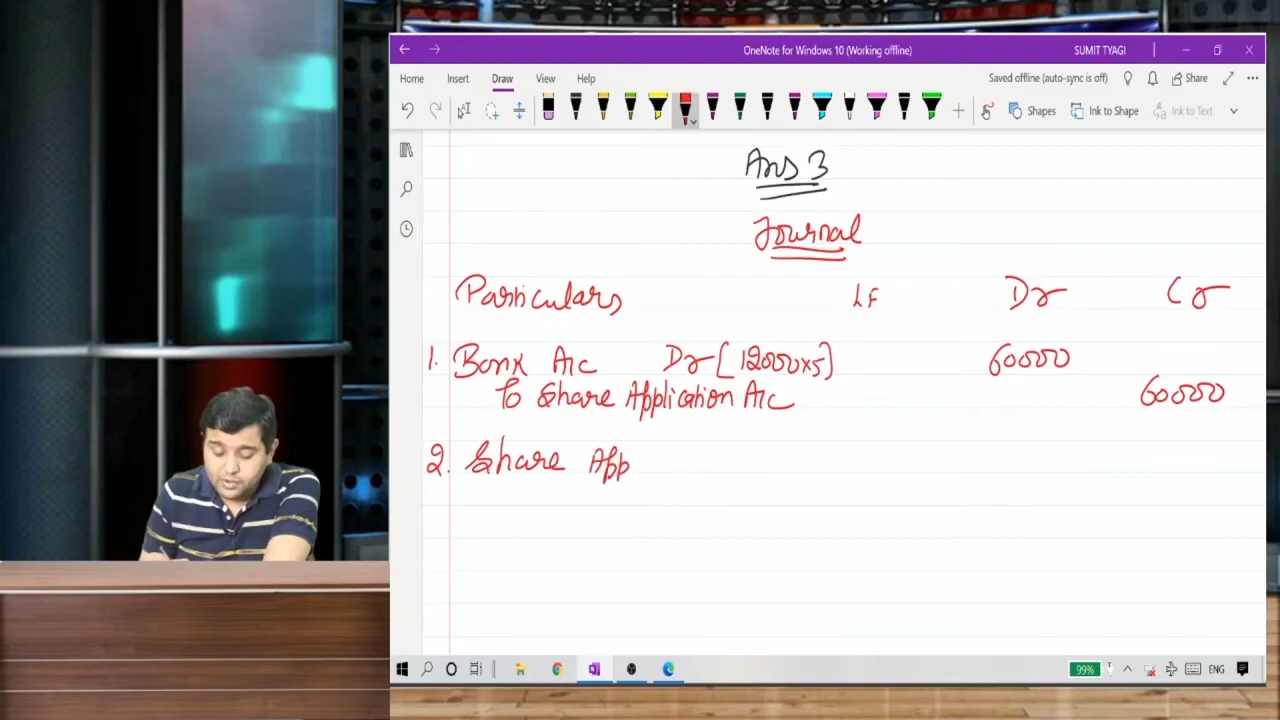 OneNote for Windows 10 (Working offline) SUMIT TYAGI
Home Insert Draw View Help Saved offline (auto-sync is off) Share
Shapes Ink to Shape Ink to Text
Ans 3
Journal
Particulars LF Dr Cr
1. Bank A/c Dr [12000x5] 60000
To Share Application A/c 60000
2. Share App
99% ENG